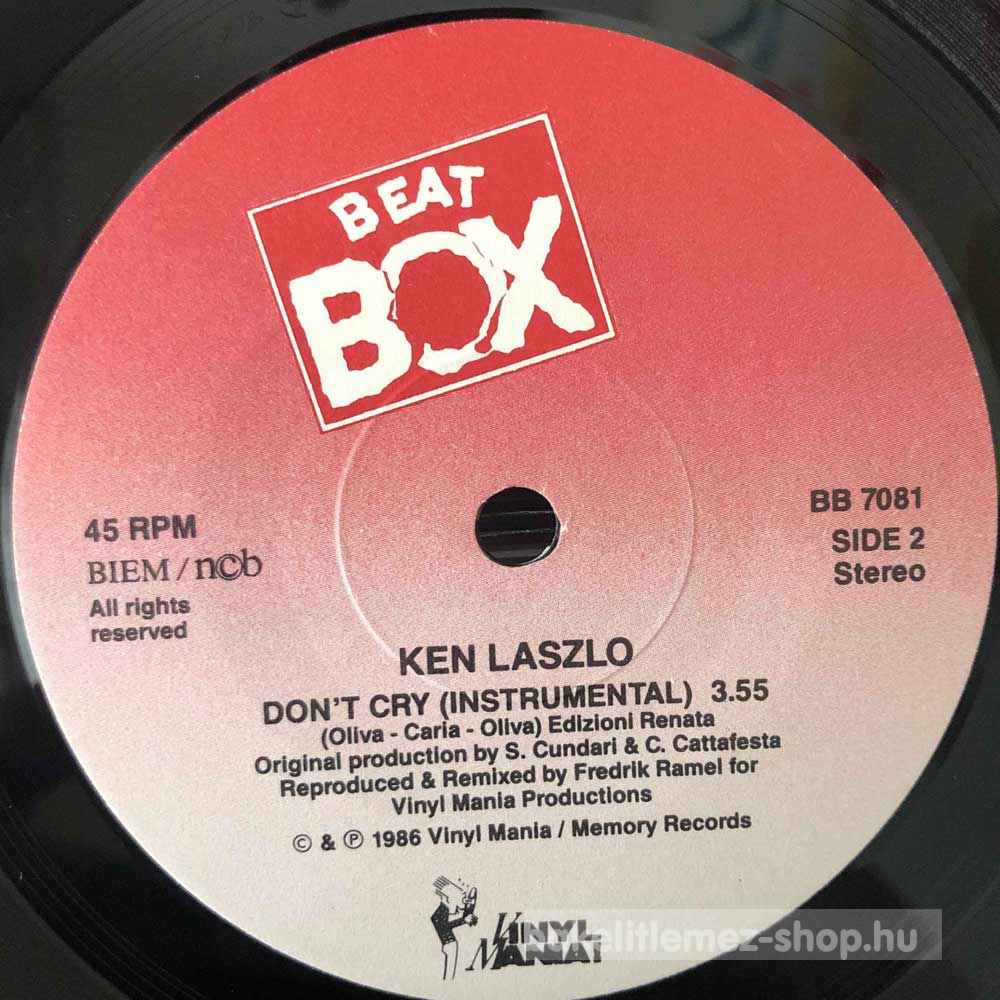 BEAT
BOX
45 RPM
BIEM / n©b
All rights
reserved
BB 7081
SIDE 2
Stereo
KEN LASZLO
DON'T CRY (INSTRUMENTAL) 3.55
(Oliva - Caria - Oliva) Edizioni Renata
Original production by S. Cundari & C. Cattafesta
Reproduced & Remixed by Fredrik Ramel for
Vinyl Mania Productions
© & ℗ 1986 Vinyl Mania / Memory Records
VINYL
MANIA!
bakelitlemez-shop.hu